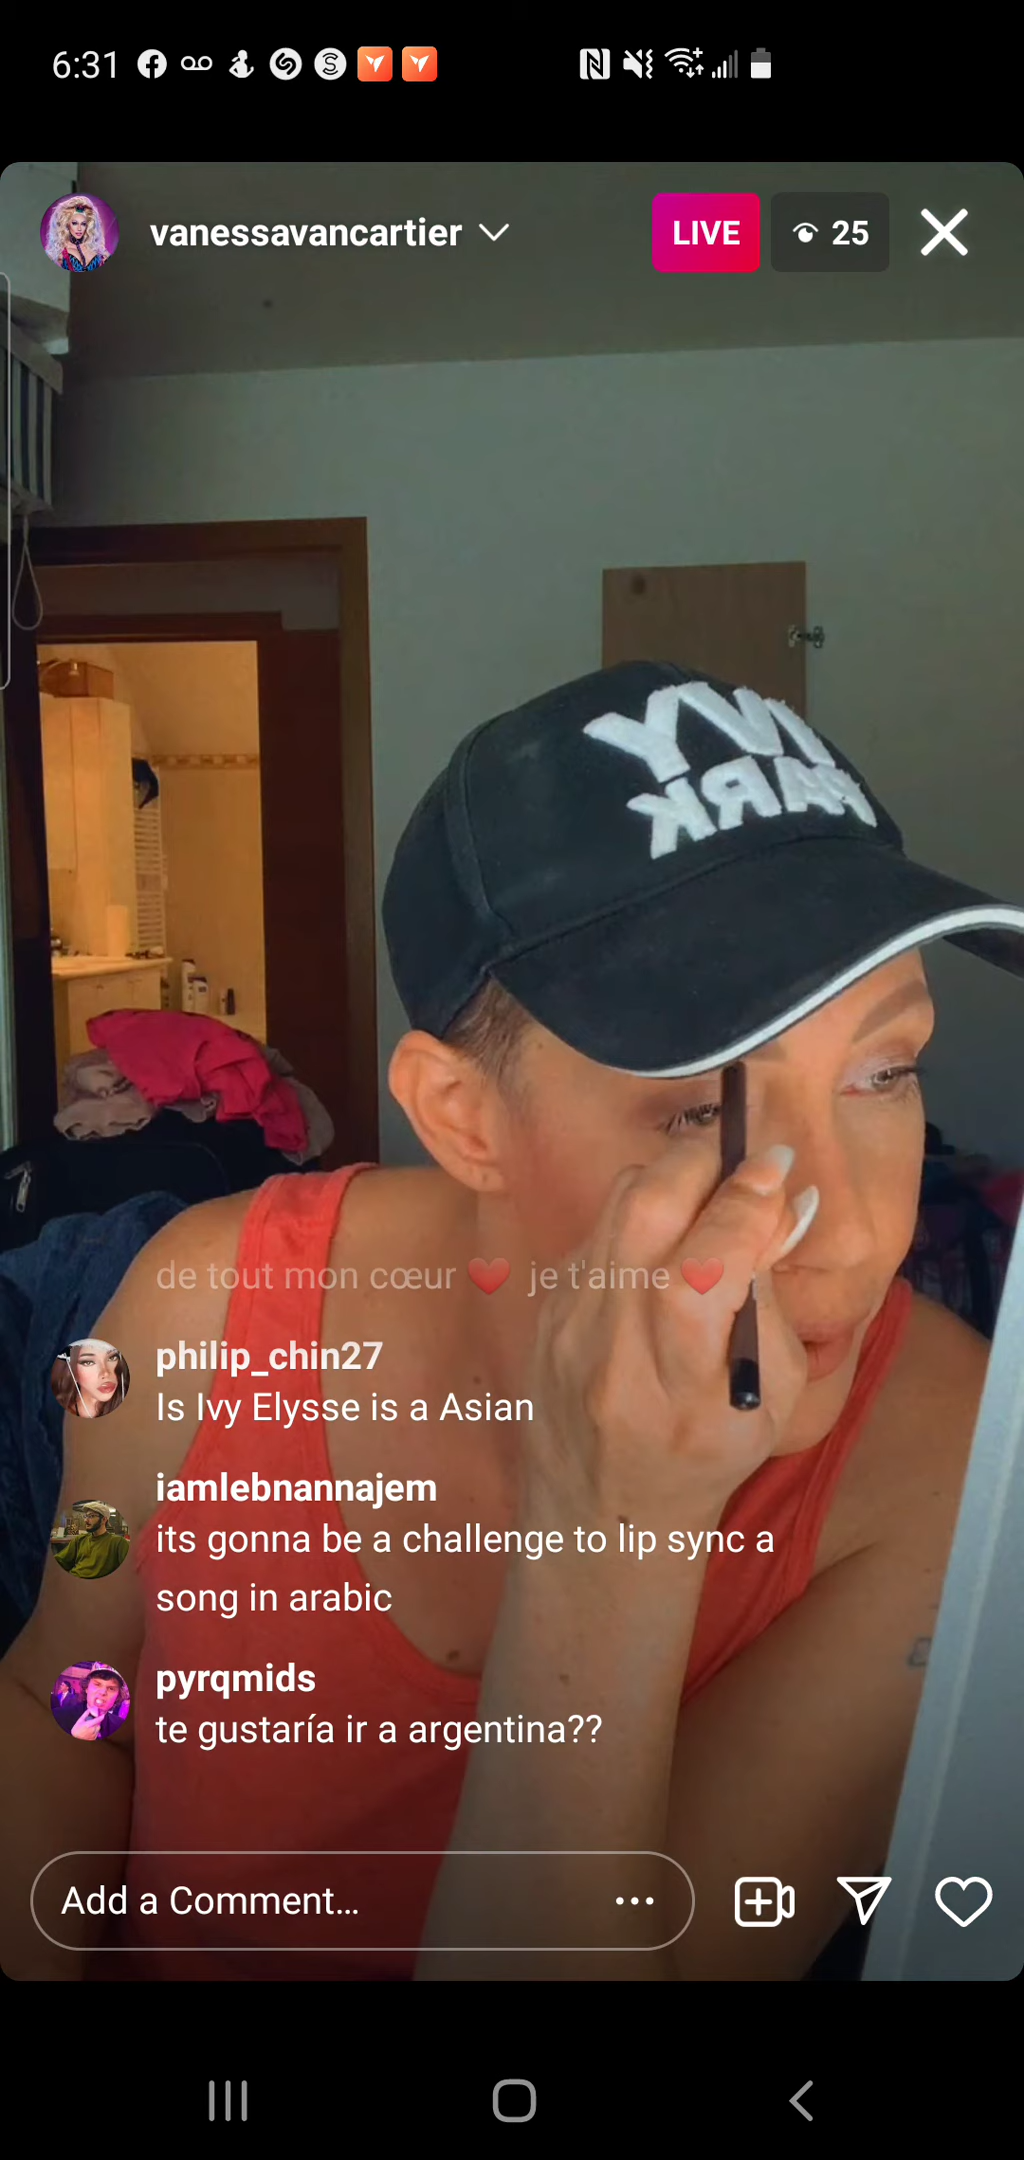 6:31
vanessavancartier
LIVE
25
IVY
PARK
de tout mon cœur ❤️ je t'aime ❤️
philip_chin27
Is Ivy Elysse is a Asian
iamlebnannajem
its gonna be a challenge to lip sync a
song in arabic
pyrqmids
te gustaría ir a argentina??
Add a Comment...